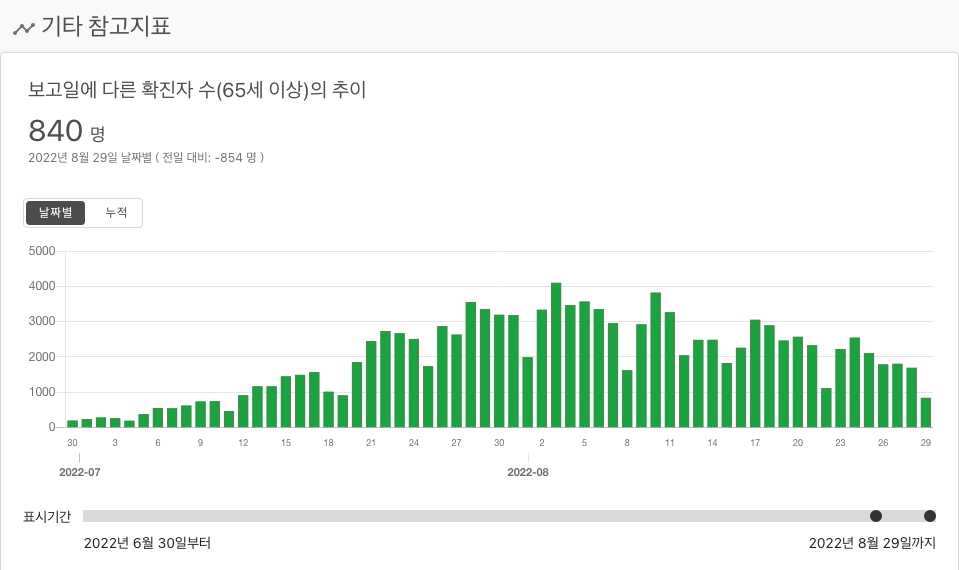 기타 참고지표
보고일에 다른 확진자 수(65세 이상)의 추이
840 명
2022년 8월 29일 날짜별 ( 전일 대비: -854 명 )
날짜별 누적
5000
4000
3000
2000
1000
0
30 3 6 9 12 15 18 21 24 27 30 2 5 8 11 14 17 20 23 26 29
2022-07 2022-08
표시기간
2022년 6월 30일부터 2022년 8월 29일까지